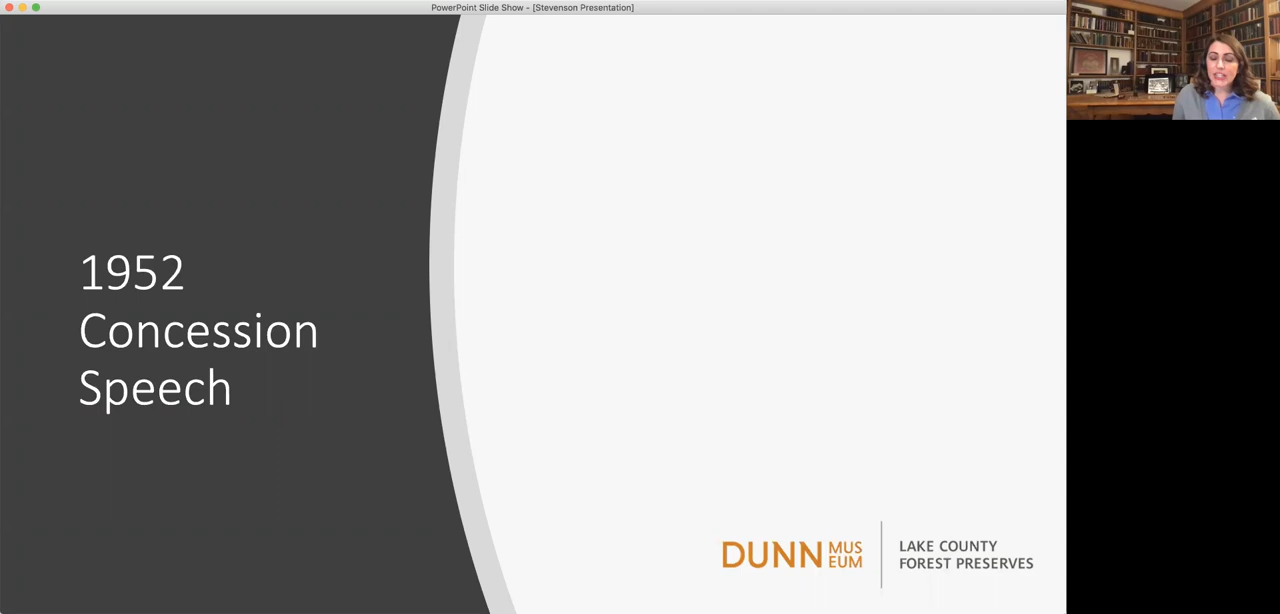 PowerPoint Slide Show - [Stevenson Presentation]
1952
Concession
Speech
DUNN MUS
EUM
LAKE COUNTY
FOREST PRESERVES